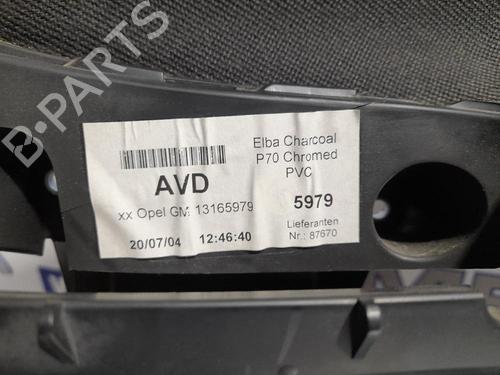 Elba Charcoal
P70 Chromed
PVC
AVD
xx Opel GM 13165979
5979
20/07/04 12:46:40
Lieferanten
Nr.: 87670